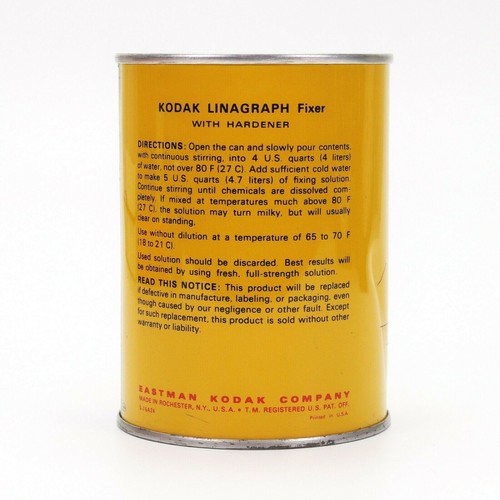 KODAK LINAGRAPH Fixer
WITH HARDENER
DIRECTIONS: Open the can and slowly pour contents,
with continuous stirring, into 4 U.S. quarts (4 liters)
of water, not over 80 F (27 C). Add sufficient cold water
to make 5 U.S. quarts (4.7 liters) of fixing solution.
Continue stirring until chemicals are dissolved com-
pletely. If mixed at temperatures much above 80 F
(27 C), the solution may turn milky, but will usually
clear on standing.
Use without dilution at a temperature of 65 to 70 F
(18 to 21 C).
Used solution should be discarded. Best results will
be obtained by using fresh, full-strength solution.
READ THIS NOTICE: This product will be replaced
if defective in manufacture, labeling, or packaging, even
though caused by our negligence or other fault. Except
for such replacement, this product is sold without other
warranty or liability.
EASTMAN KODAK COMPANY
MADE IN ROCHESTER, N.Y., U.S.A. • T.M. REGISTERED U.S. PAT. OFF.
Printed in U.S.A.